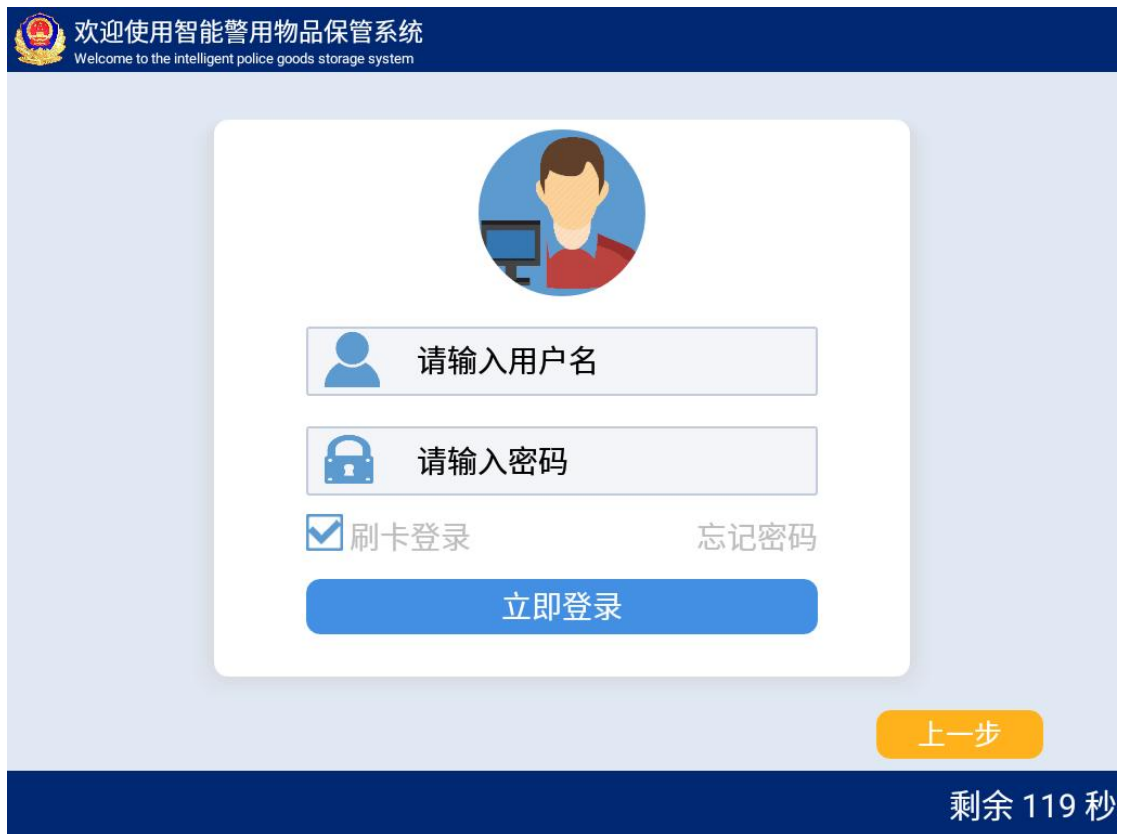 欢迎使用智能警用物品保管系统
Welcome to the intelligent police goods storage system
请输入用户名
请输入密码
刷卡登录 忘记密码
立即登录
上一步
剩余 119 秒